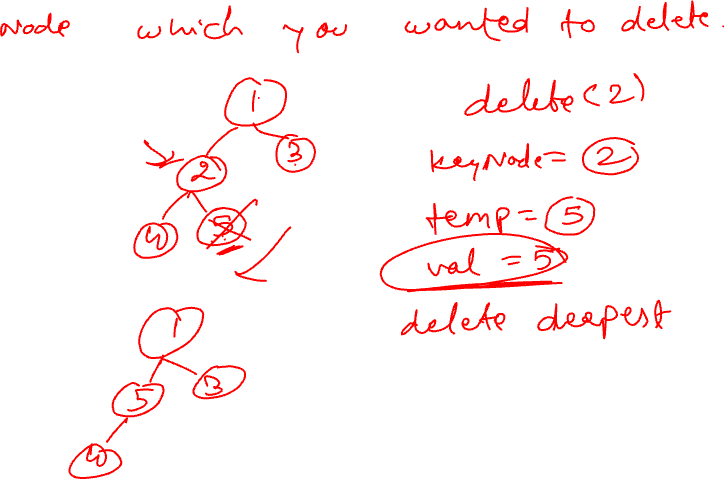 Node which you wanted to delete.
1
delete(2)
3
keyNode = 2
2
4 5
temp = 5
val = 5
delete deepest
1
5 3
4